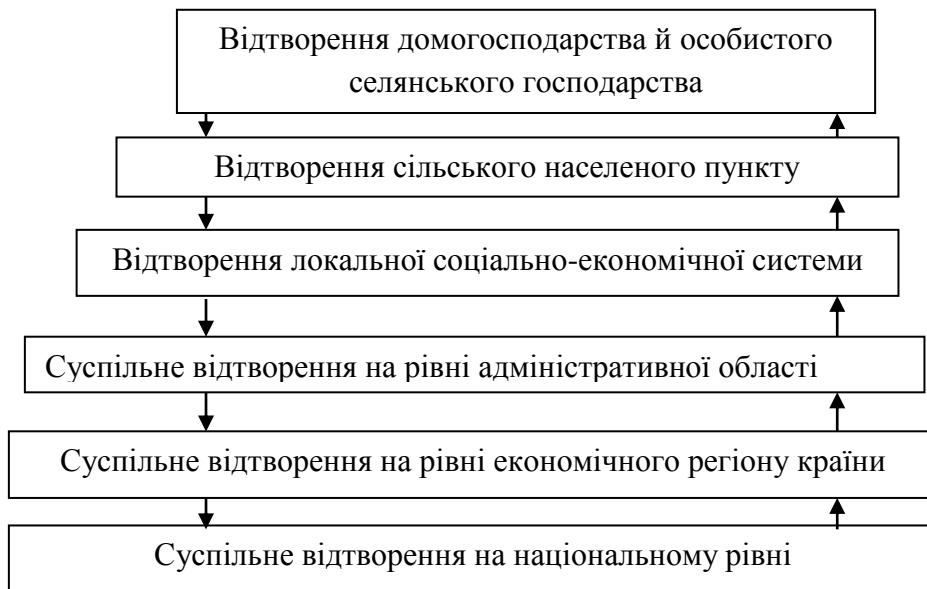 Відтворення домогосподарства й особистого
селянського господарства
Відтворення сільського населеного пункту
Відтворення локальної соціально-економічної системи
Суспільне відтворення на рівні адміністративної області
Суспільне відтворення на рівні економічного регіону країни
Суспільне відтворення на національному рівні